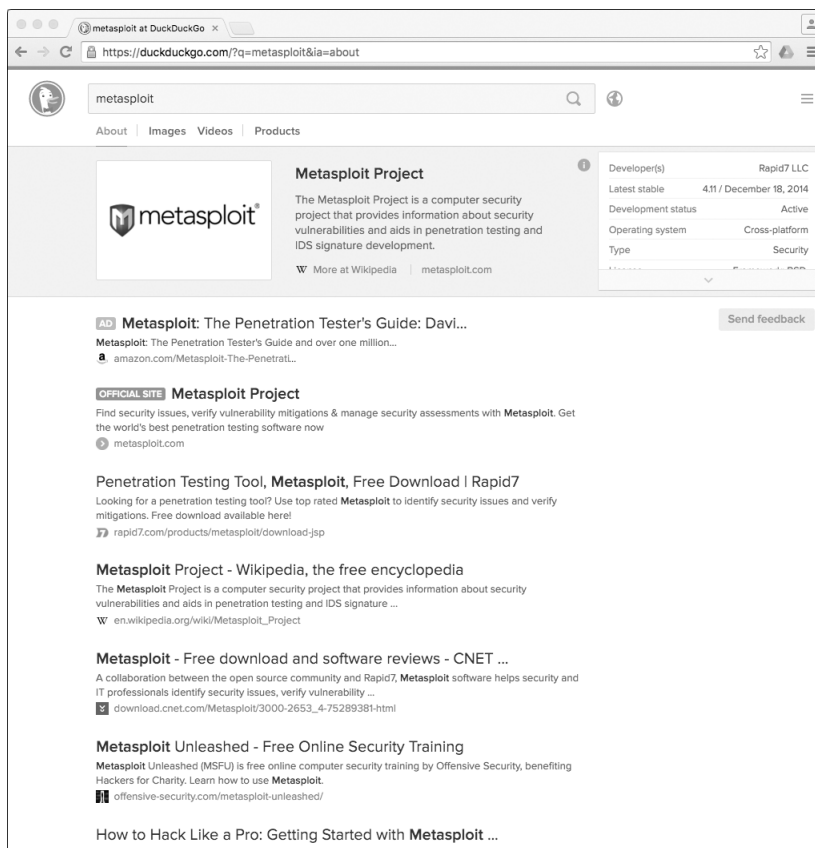 metasploit at DuckDuckGo ×
https://duckduckgo.com/?q=metasploit&ia=about
metasploit
About Images Videos Products
metasploit®
Metasploit Project
The Metasploit Project is a computer security
project that provides information about security
vulnerabilities and aids in penetration testing and
IDS signature development.
W More at Wikipedia metasploit.com
Developer(s) Rapid7 LLC
Latest stable 4.11 / December 18, 2014
Development status Active
Operating system Cross-platform
Type Security
Send feedback
AD Metasploit: The Penetration Tester's Guide: Davi...
Metasploit: The Penetration Tester's Guide and over one million...
a amazon.com/Metasploit-The-Penetrati...
OFFICIAL SITE Metasploit Project
Find security issues, verify vulnerability mitigations & manage security assessments with Metasploit. Get
the world's best penetration testing software now
metasploit.com
Penetration Testing Tool, Metasploit, Free Download | Rapid7
Looking for a penetration testing tool? Use top rated Metasploit to identify security issues and verify
mitigations. Free download available here!
rapid7.com/products/metasploit/download-jsp
Metasploit Project - Wikipedia, the free encyclopedia
The Metasploit Project is a computer security project that provides information about security
vulnerabilities and aids in penetration testing and IDS signature ...
W en.wikipedia.org/wiki/Metasploit_Project
Metasploit - Free download and software reviews - CNET ...
A collaboration between the open source community and Rapid7, Metasploit software helps security and
IT professionals identify security issues, verify vulnerability ...
download.cnet.com/Metasploit/3000-2653_4-75289381-html
Metasploit Unleashed - Free Online Security Training
Metasploit Unleashed (MSFU) is free online computer security training by Offensive Security, benefiting
Hackers for Charity. Learn how to use Metasploit.
offensive-security.com/metasploit-unleashed/
How to Hack Like a Pro: Getting Started with Metasploit ...